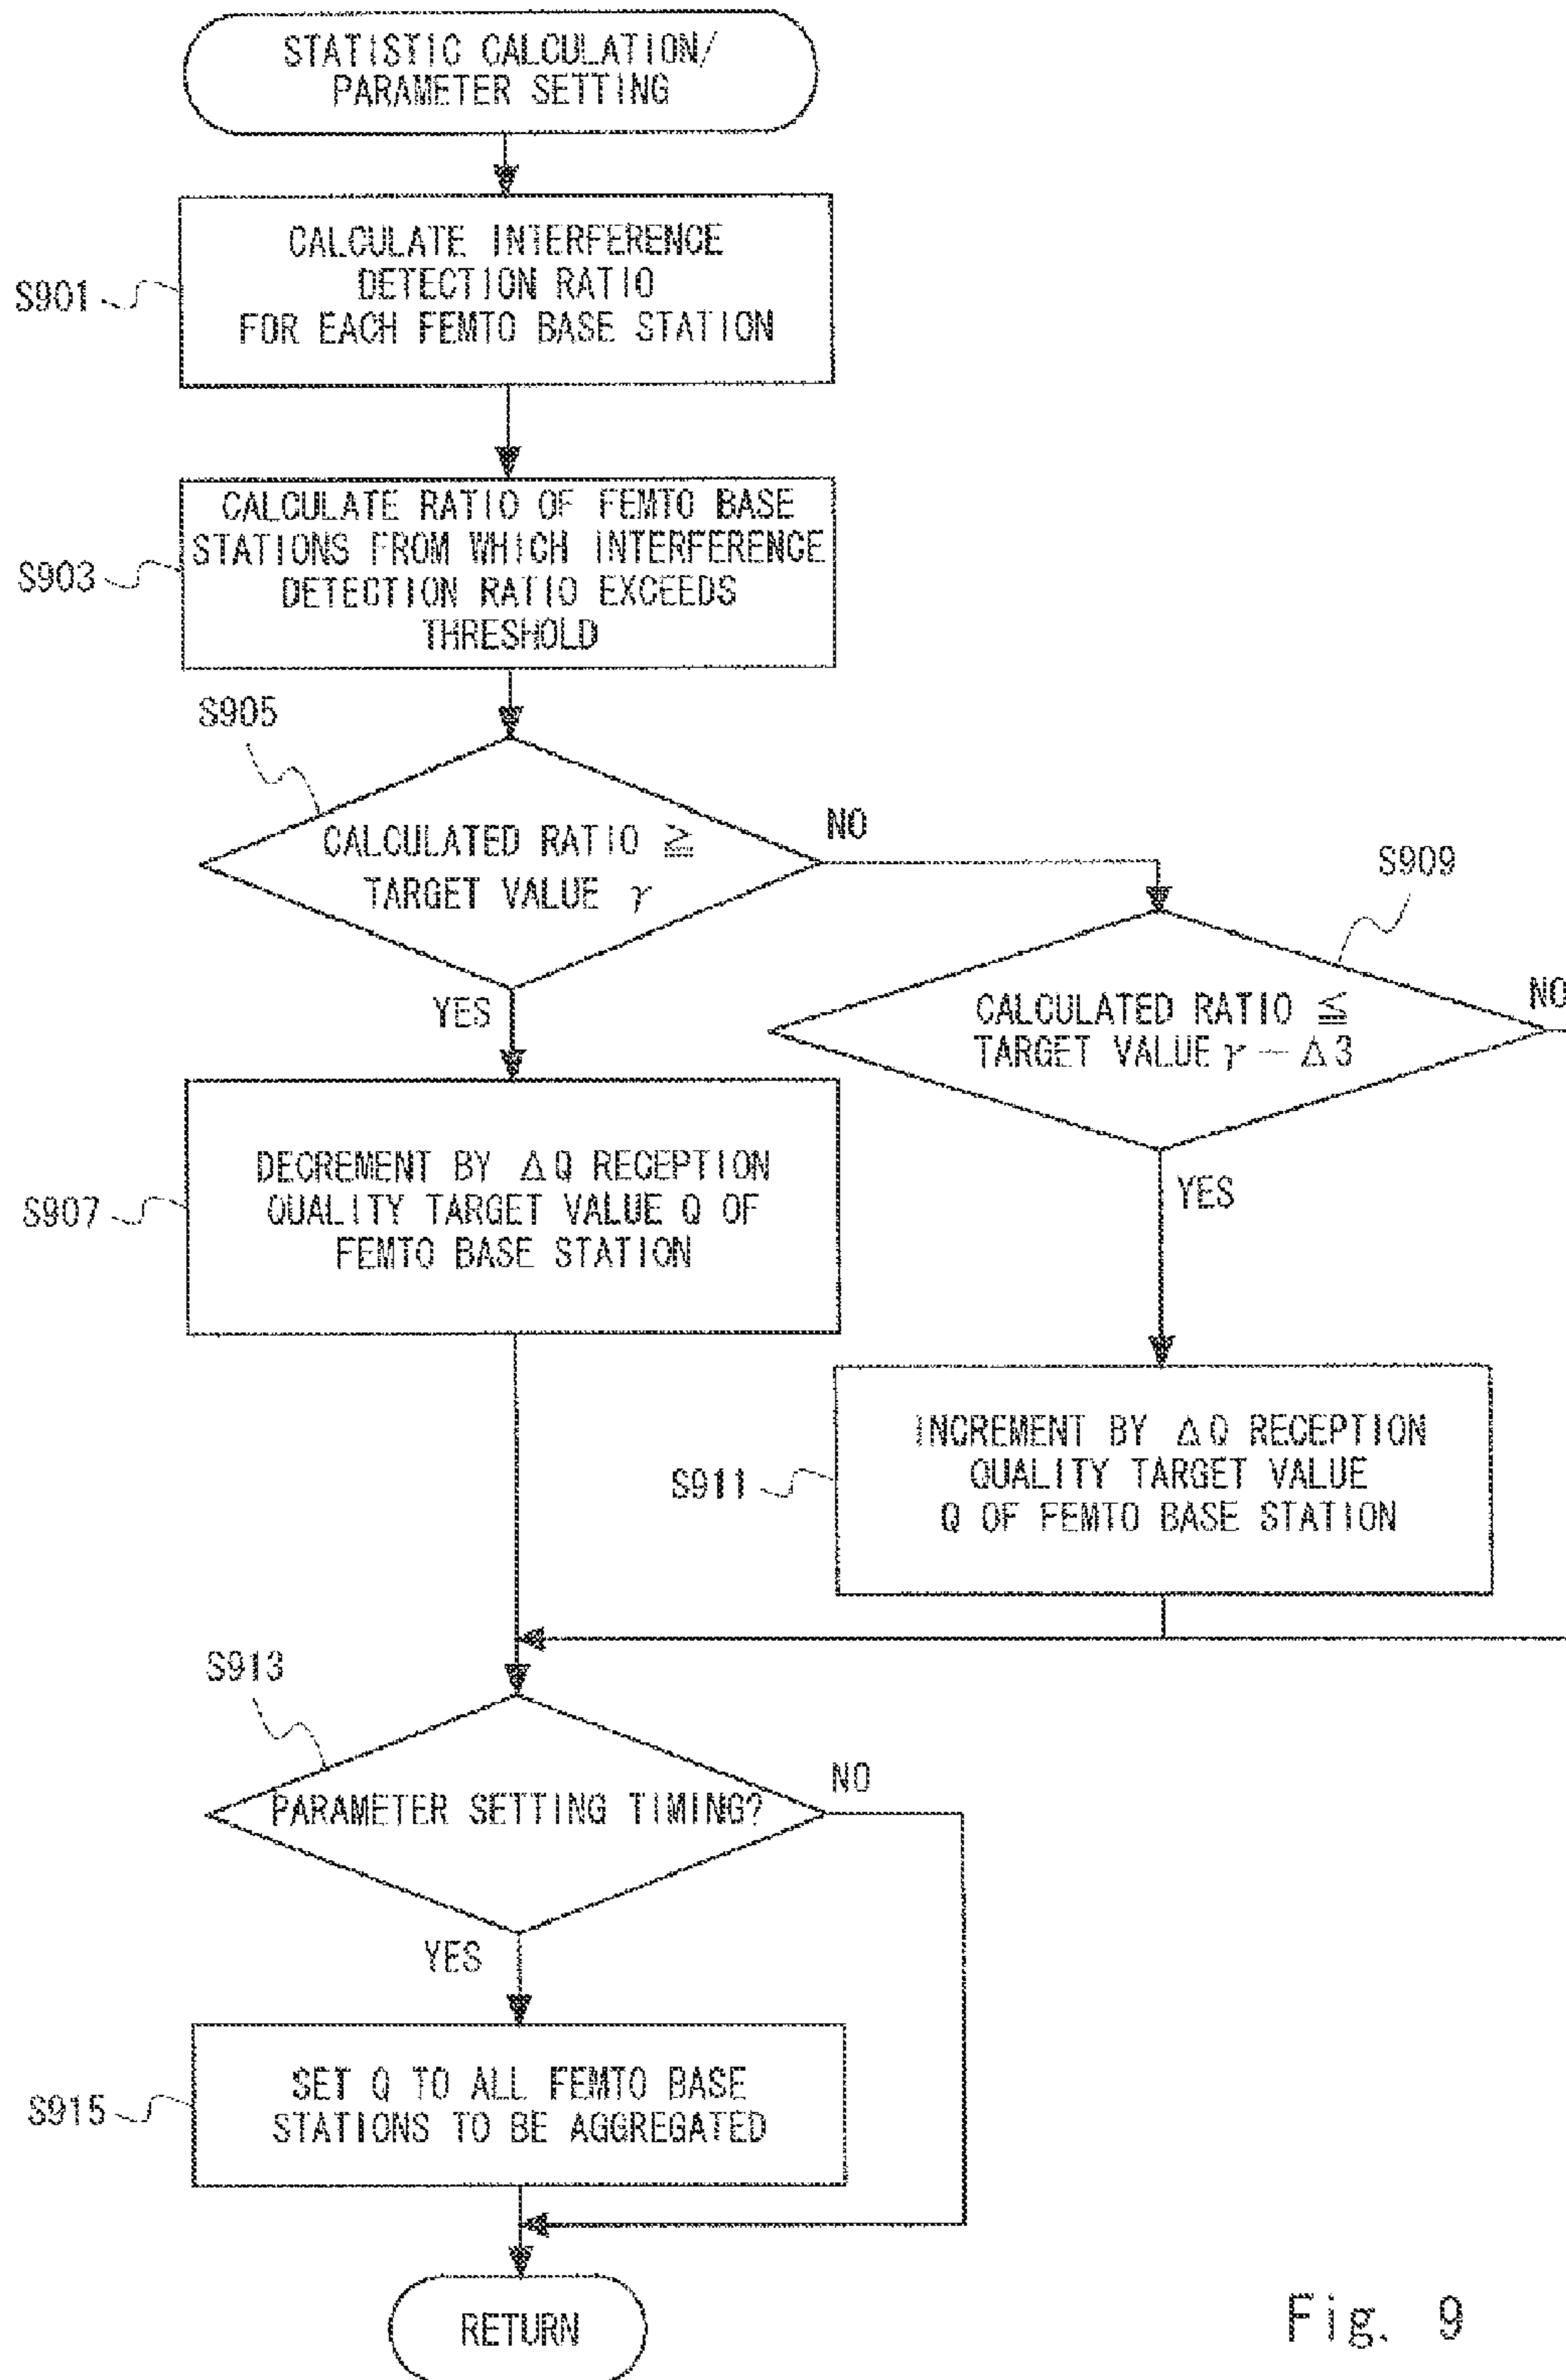 STATISTIC CALCULATION/
PARAMETER SETTING
S901
CALCULATE INTERFERENCE
DETECTION RATIO
FOR EACH FEMTO BASE STATION
S903
CALCULATE RATIO OF FEMTO BASE
STATIONS FROM WHICH INTERFERENCE
DETECTION RATIO EXCEEDS
THRESHOLD
S905
CALCULATED RATIO ≧
TARGET VALUE γ
NO
YES
S909
CALCULATED RATIO ≦
TARGET VALUE γ − Δ3
NO
YES
S907
DECREMENT BY ΔQ RECEPTION
QUALITY TARGET VALUE Q OF
FEMTO BASE STATION
S911
INCREMENT BY ΔQ RECEPTION
QUALITY TARGET VALUE
Q OF FEMTO BASE STATION
S913
PARAMETER SETTING TIMING?
NO
YES
S915
SET Q TO ALL FEMTO BASE
STATIONS TO BE AGGREGATED
RETURN
Fig. 9